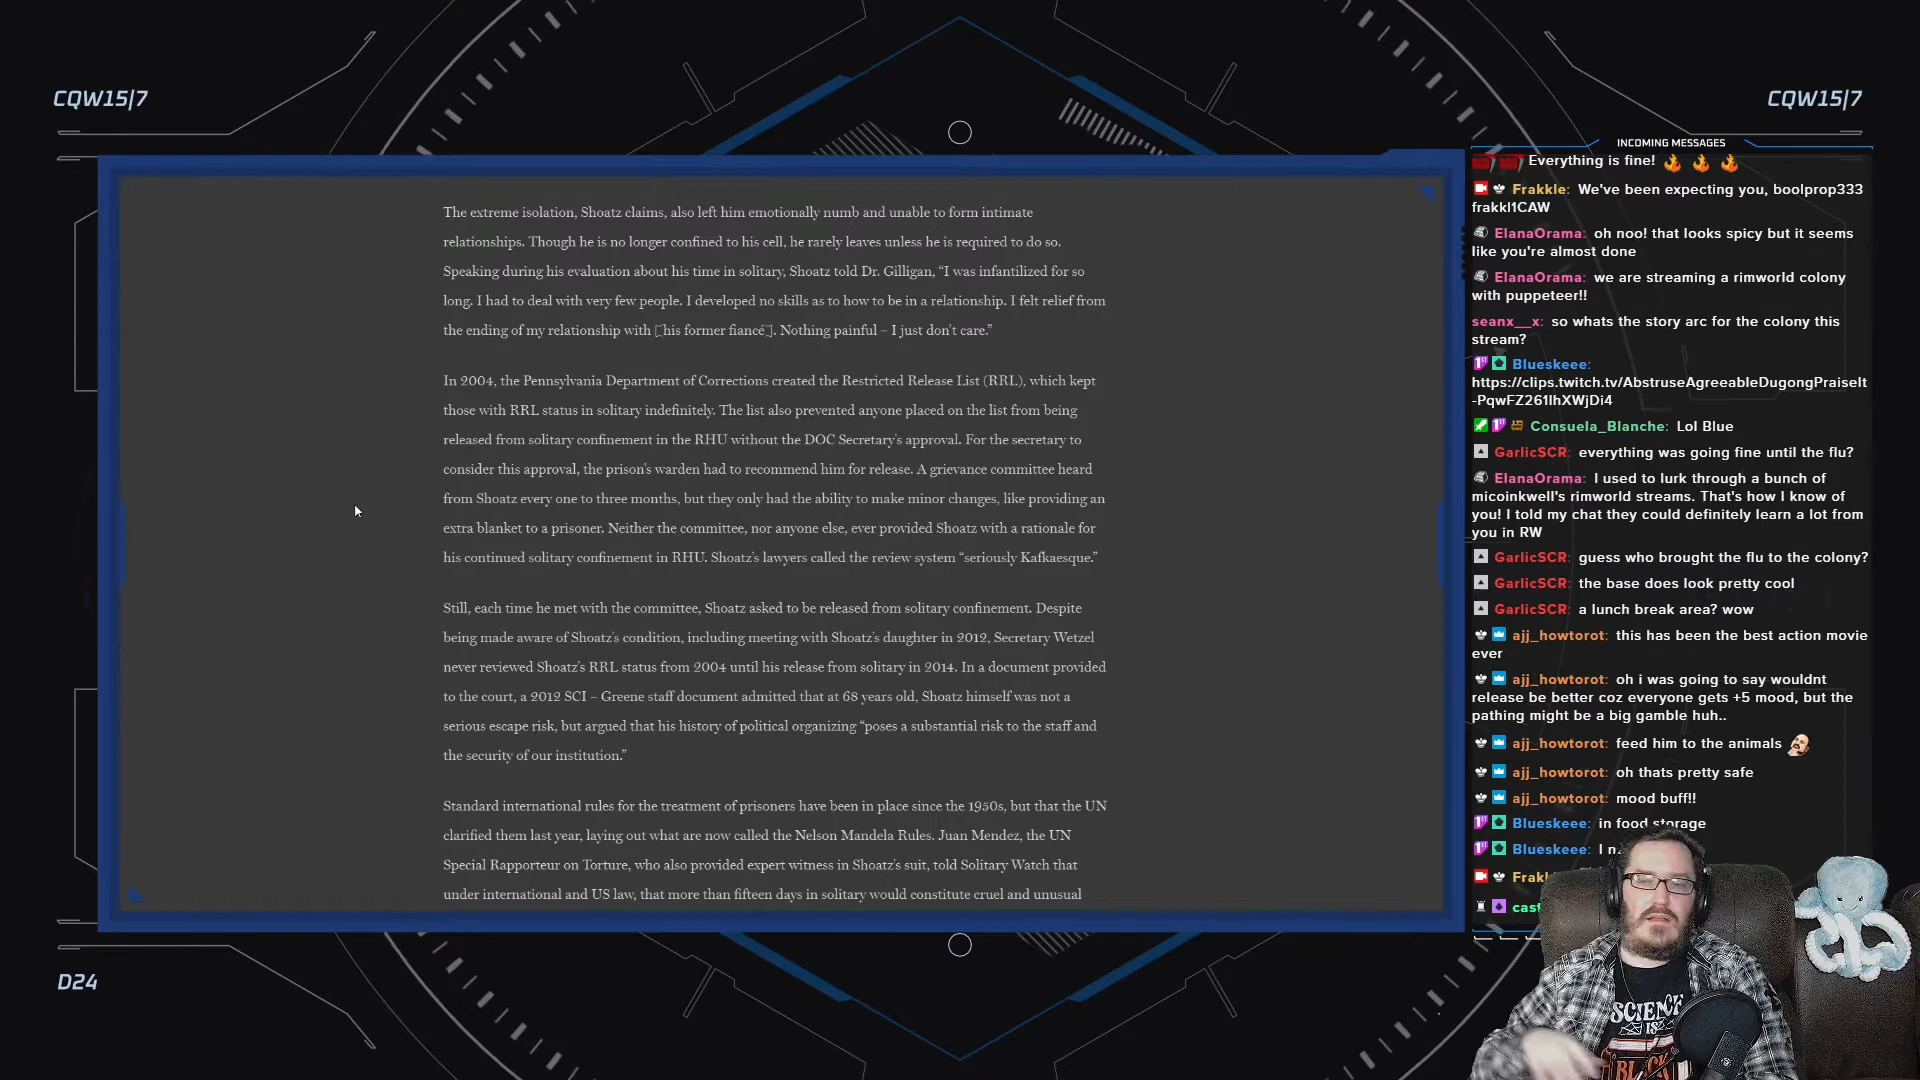 CQW15|7
CQW15|7
The extreme isolation, Shoatz claims, also left him emotionally numb and unable to form intimate
relationships. Though he is no longer confined to his cell, he rarely leaves unless he is required to do so.
Speaking during his evaluation about his time in solitary, Shoatz told Dr. Gilligan, “I was infantilized for so
long. I had to deal with very few people. I developed no skills as to how to be in a relationship. I felt relief from
the ending of my relationship with [his former fiancé]. Nothing painful – I just don’t care.”
In 2004, the Pennsylvania Department of Corrections created the Restricted Release List (RRL), which kept
those with RRL status in solitary indefinitely. The list also prevented anyone placed on the list from being
released from solitary confinement in the RHU without the DOC Secretary’s approval. For the secretary to
consider this approval, the prison’s warden had to recommend him for release. A grievance committee heard
from Shoatz every one to three months, but they only had the ability to make minor changes, like providing an
extra blanket to a prisoner. Neither the committee, nor anyone else, ever provided Shoatz with a rationale for
his continued solitary confinement in RHU. Shoatz’s lawyers called the review system “seriously Kafkaesque.”
Still, each time he met with the committee, Shoatz asked to be released from solitary confinement. Despite
being made aware of Shoatz’s condition, including meeting with Shoatz’s daughter in 2012, Secretary Wetzel
never reviewed Shoatz’s RRL status from 2004 until his release from solitary in 2014. In a document provided
to the court, a 2012 SCI – Greene staff document admitted that at 68 years old, Shoatz himself was not a
serious escape risk, but argued that his history of political organizing “poses a substantial risk to the staff and
the security of our institution.”
Standard international rules for the treatment of prisoners have been in place since the 1950s, but that the UN
clarified them last year, laying out what are now called the Nelson Mandela Rules. Juan Mendez, the UN
Special Rapporteur on Torture, who also provided expert witness in Shoatz’s suit, told Solitary Watch that
under international and US law, that more than fifteen days in solitary would constitute cruel and unusual
INCOMING MESSAGES
Everything is fine!
Frakkle: We've been expecting you, boolprop333
frakkl1CAW
ElanaOrama: oh noo! that looks spicy but it seems
like you're almost done
ElanaOrama: we are streaming a rimworld colony
with puppeteer!!
seanx__x: so whats the story arc for the colony this
stream?
Blueskeee:
https://clips.twitch.tv/AbstruseAgreeableDugongPraiseIt
-PqwFZ261IhXWjDi4
Consuela_Blanche: Lol Blue
GarlicSCR: everything was going fine until the flu?
ElanaOrama: I used to lurk through a bunch of
micoinkwell's rimworld streams. That's how I know of
you! I told my chat they could definitely learn a lot from
you in RW
GarlicSCR: guess who brought the flu to the colony?
GarlicSCR: the base does look pretty cool
GarlicSCR: a lunch break area? wow
ajj_howtorot: this has been the best action movie
ever
ajj_howtorot: oh i was going to say wouldnt
release be better coz everyone gets +5 mood, but the
pathing might be a big gamble huh..
ajj_howtorot: feed him to the animals
ajj_howtorot: oh thats pretty safe
ajj_howtorot: mood buff!!
Blueskeee: in food storage
Blueskeee: I
D24
SCIENCE
IS